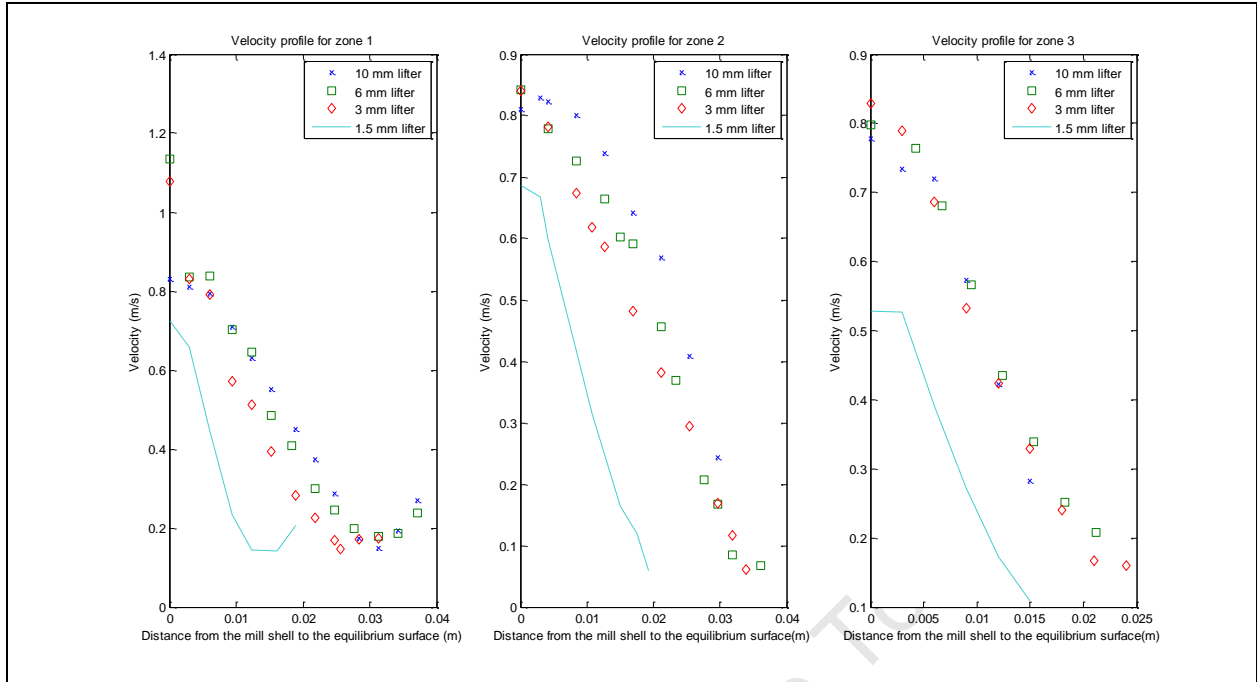 Velocity profile for zone 1
1.4
1.2
1
0.8
0.6
0.4
0.2
0
Velocity (m/s)
0
0.01
0.02
0.03
0.04
Distance from the mill shell to the equilibrium surface (m)
10 mm lifter
6 mm lifter
3 mm lifter
1.5 mm lifter
Velocity profile for zone 2
0.9
0.8
0.7
0.6
0.5
0.4
0.3
0.2
0.1
0
Velocity (m/s)
0
0.01
0.02
0.03
0.04
Distance from the mill shell to the equilibrium surface(m)
10 mm lifter
6 mm lifter
3 mm lifter
1.5 mm lifter
Velocity profile for zone 3
0.9
0.8
0.7
0.6
0.5
0.4
0.3
0.2
0.1
Velocity (m/s)
0
0.005
0.01
0.015
0.02
0.025
Distance from the mill shell to the equilibrium surface (m)
10 mm lifter
6 mm lifter
3 mm lifter
1.5 mm lifter